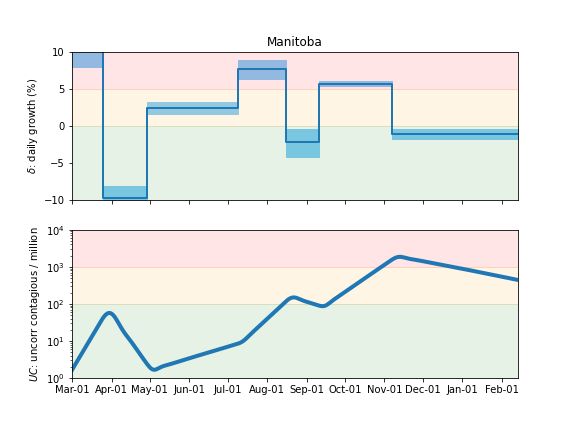 Manitoba
10
5
0
−5
−10
δ: daily growth (%)
10⁴
10³
10²
10¹
10⁰
UC: uncorr contagious / million
Mar-01 Apr-01 May-01 Jun-01 Jul-01 Aug-01 Sep-01 Oct-01 Nov-01 Dec-01 Jan-01 Feb-01